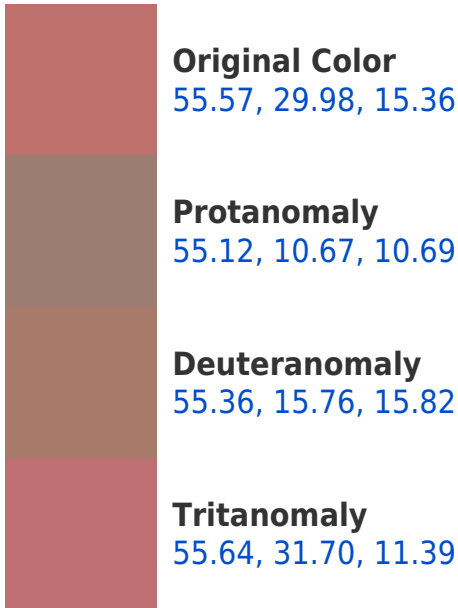 Original Color
55.57, 29.98, 15.36
Protanomaly
55.12, 10.67, 10.69
Deuteranomaly
55.36, 15.76, 15.82
Tritanomaly
55.64, 31.70, 11.39